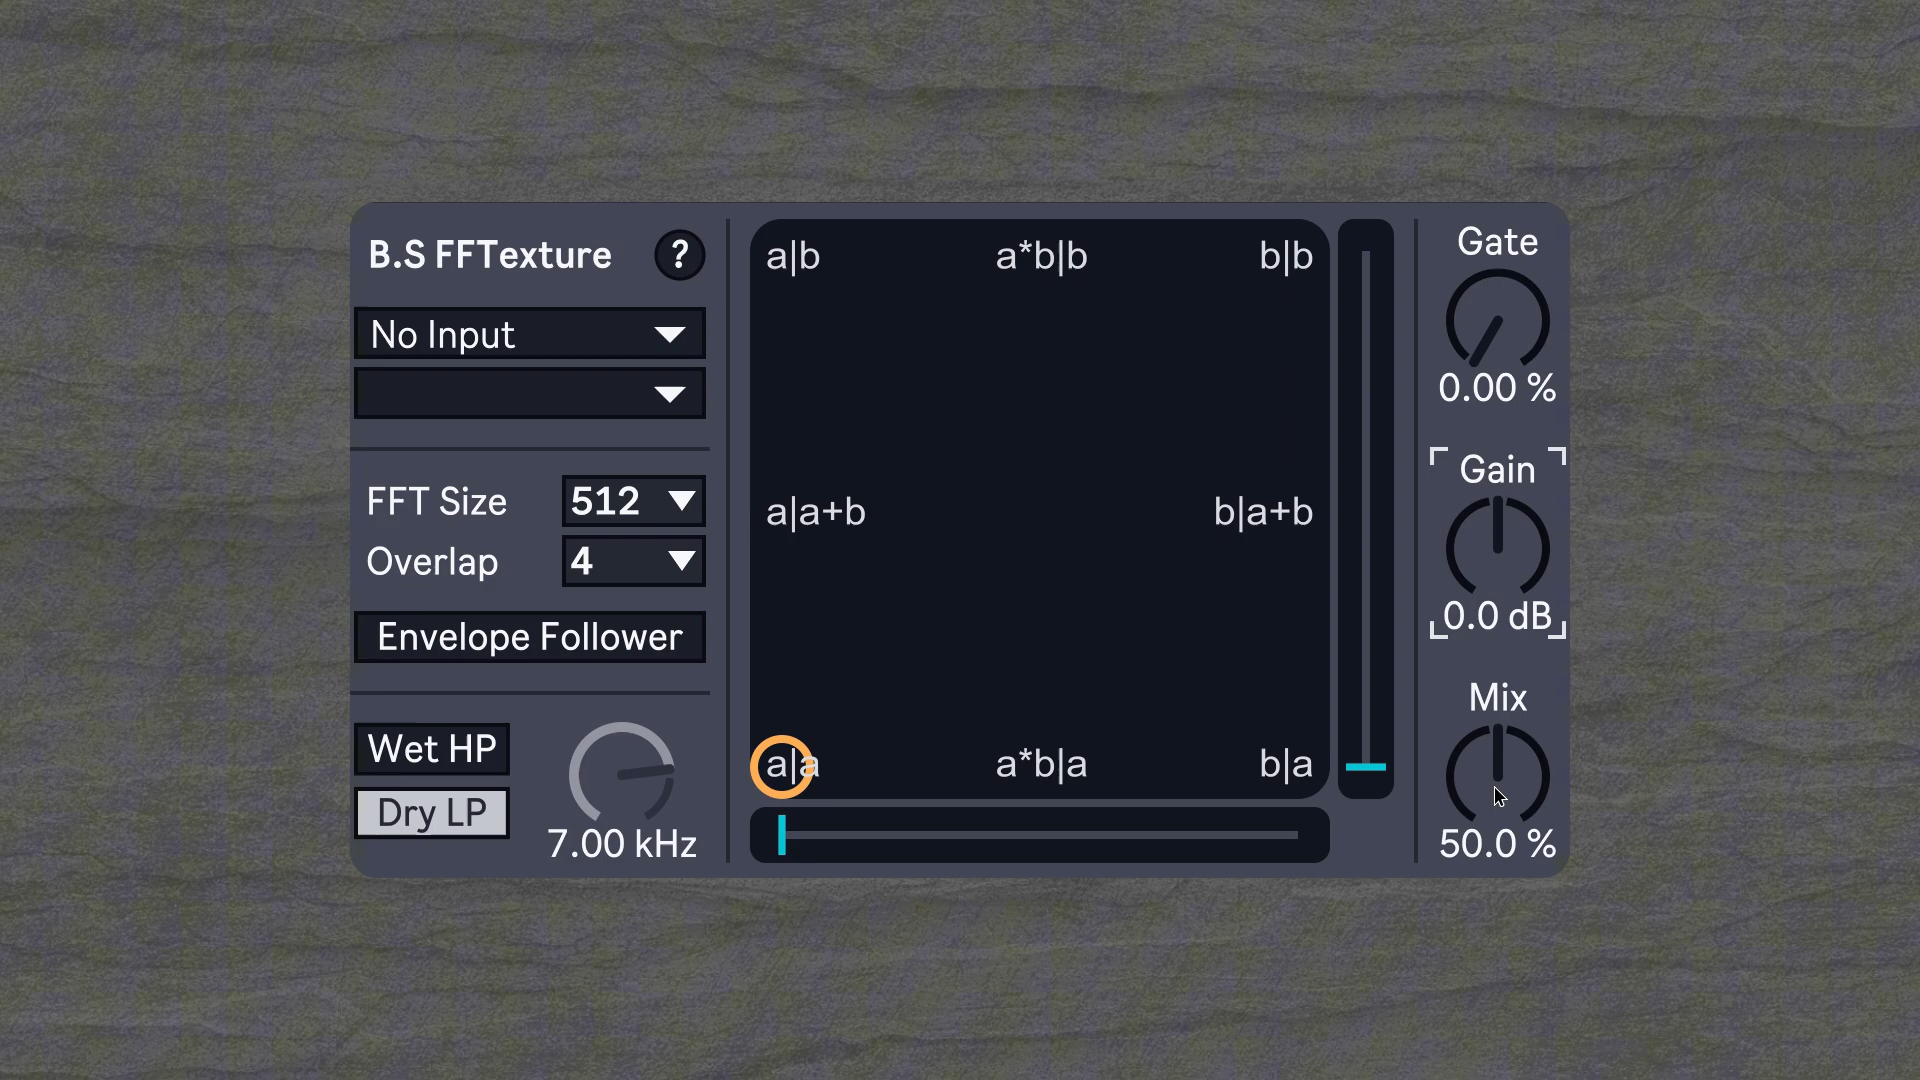 B.S FFTexture ?
No Input
FFT Size 512
Overlap 4
Envelope Follower
Wet HP
Dry LP
7.00 kHz
a|b a*b|b b|b
a|a+b b|a+b
a|a a*b|a b|a
Gate
0.00 %
Gain
0.0 dB
Mix
50.0 %